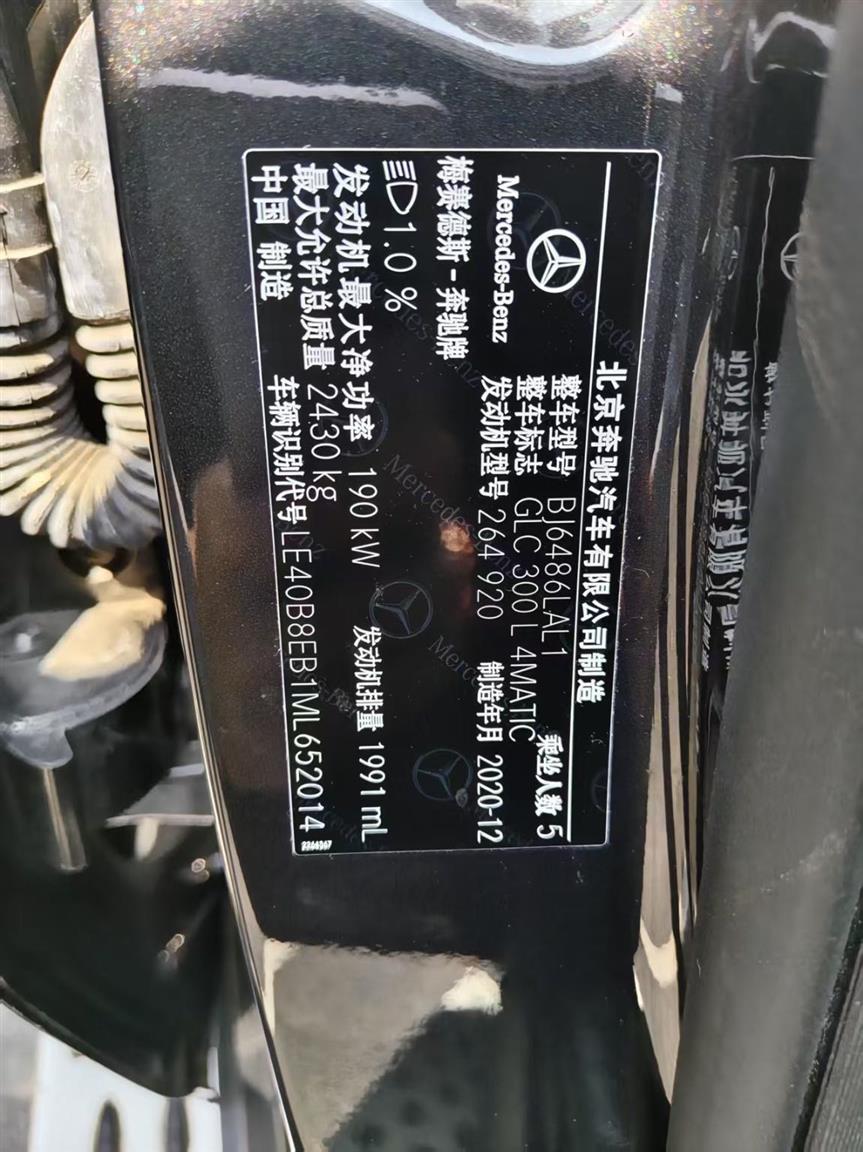 北京奔驰汽车有限公司制造
Mercedes-Benz
梅赛德斯-奔驰牌
整车型号 BJ6486LAL1
乘坐人数 5
整车标志 GLC 300 L 4MATIC
发动机型号 264 920
制造年月 2020-12
1.0 %
发动机最大净功率 190 kW
发动机排量 1991 mL
最大允许总质量 2430 kg
中国 制造
车辆识别代号 LE40B8EB1ML652014